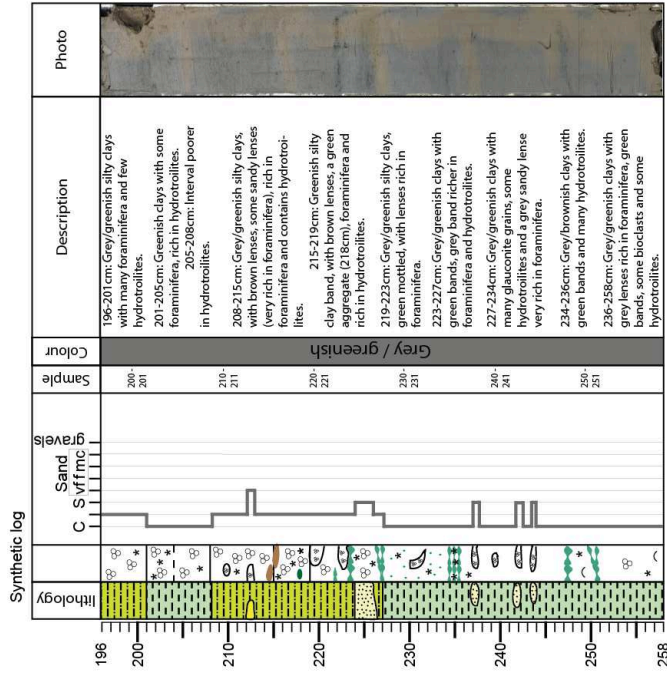 Synthetic log
lithology
C
S
vf
f
m
c
Sand
gravels
Sample
Colour
Description
Photo
196
200
210
220
230
240
250
258
200-
201
210-
211
220-
221
230-
231
240-
241
250-
251
Grey / greenish
196-201cm: Grey/greenish silty clays
with many foraminifera and few
hydrotroilites.
201-205cm: Greenish clays with some
foraminifera, rich in hydrotroilites.
205-208cm: Interval poorer
in hydrotroilites.
208-215cm: Grey/greenish silty clays,
with brown lenses, some sandy lenses
(very rich in foraminifera), rich in
foraminifera and contains hydrotroi-
lites.
215-219cm: Greenish silty
clay band, with brown lenses, a green
aggregate (218cm), foraminifera and
rich in hydrotroilites.
219-223cm: Grey/greenish silty clays,
green mottled, with lenses rich in
foraminifera.
223-227cm: Grey/greenish clays with
green bands, grey band richer in
foraminifera and hydrotroilites.
227-234cm: Grey/greenish clays with
many glauconite grains, some
hydrotroilites and a grey sandy lense
very rich in foraminifera.
234-236cm: Grey/brownish clays with
green bands and many hydrotroilites.
236-258cm: Grey/greenish clays with
grey lenses rich in foraminifera, green
bands, some bioclasts and some
hydrotroilites.